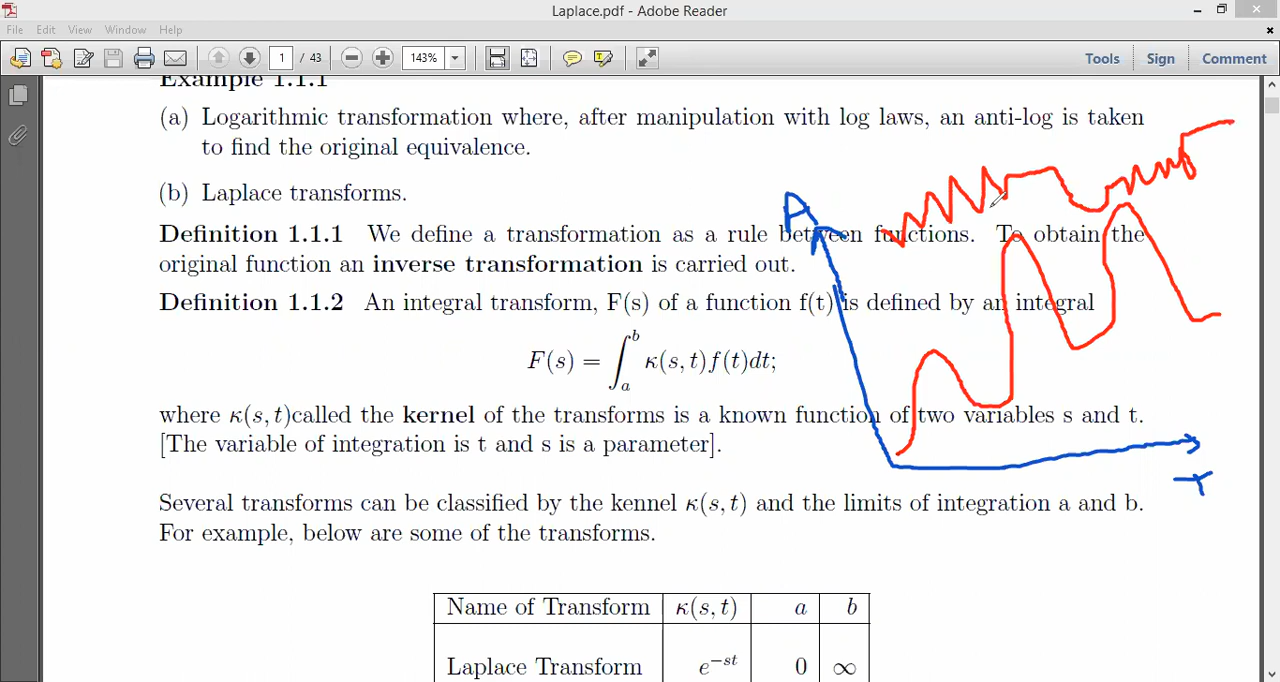 Laplace.pdf - Adobe Reader
File Edit View Window Help
1 / 43 143% Tools Sign Comment
Example 1.1.1
(a) Logarithmic transformation where, after manipulation with log laws, an anti-log is taken
to find the original equivalence.
(b) Laplace transforms.
A
Definition 1.1.1 We define a transformation as a rule between functions. To obtain the
original function an inverse transformation is carried out.
Definition 1.1.2 An integral transform, F(s) of a function f(t) is defined by an integral
F(s) = ∫_a^b κ(s, t)f(t)dt;
where κ(s, t)called the kernel of the transforms is a known function of two variables s and t.
[The variable of integration is t and s is a parameter].
Several transforms can be classified by the kennel κ(s, t) and the limits of integration a and b.
For example, below are some of the transforms.
Name of Transform κ(s, t) a b
Laplace Transform e^{-st} 0 ∞